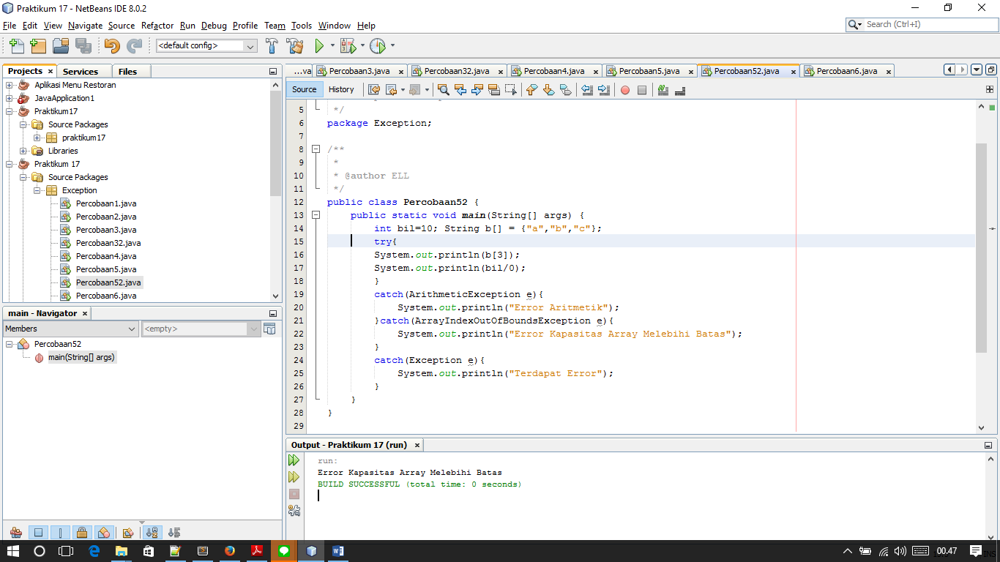 Praktikum 17 - NetBeans IDE 8.0.2
File Edit View Navigate Source Refactor Run Debug Profile Team Tools Window Help
Search (Ctrl+I)
<default config>
Projects Services Files
Aplikasi Menu Restoran
JavaApplication1
Praktikum17
Source Packages
praktikum17
Libraries
Praktikum 17
Source Packages
Exception
Percobaan1.java
Percobaan2.java
Percobaan3.java
Percobaan32.java
Percobaan4.java
Percobaan5.java
Percobaan52.java
Percobaan6.java
main - Navigator
Members <empty>
Percobaan52
main(String[] args)
...va Percobaan3.java Percobaan32.java Percobaan4.java Percobaan5.java Percobaan52.java Percobaan6.java
Source History
5 */
6 package Exception;
7
8 /**
9 *
10 * @author ELL
11 */
12 public class Percobaan52 {
13 public static void main(String[] args) {
14 int bil=10; String b[] = {"a","b","c"};
15 try{
16 System.out.println(b[3]);
17 System.out.println(bil/0);
18 }
19 catch(ArithmeticException e){
20 System.out.println("Error Aritmetik");
21 }catch(ArrayIndexOutOfBoundsException e){
22 System.out.println("Error Kapasitas Array Melebihi Batas");
23 }
24 catch(Exception e){
25 System.out.println("Terdapat Error");
26 }
27 }
28 }
29
Output - Praktikum 17 (run)
run:
Error Kapasitas Array Melebihi Batas
BUILD SUCCESSFUL (total time: 0 seconds)
00.47
INS